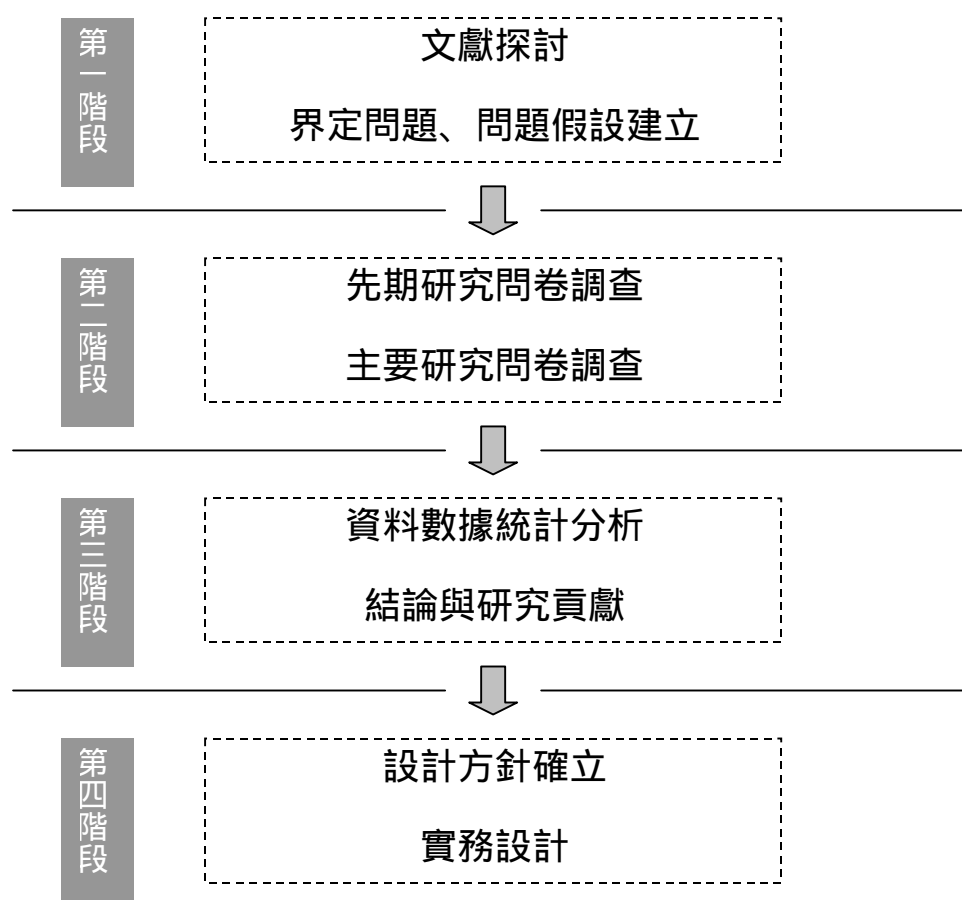 第一階段
文獻探討
界定問題、問題假設建立
第二階段
先期研究問卷調查
主要研究問卷調查
第三階段
資料數據統計分析
結論與研究貢獻
第四階段
設計方針確立
實務設計